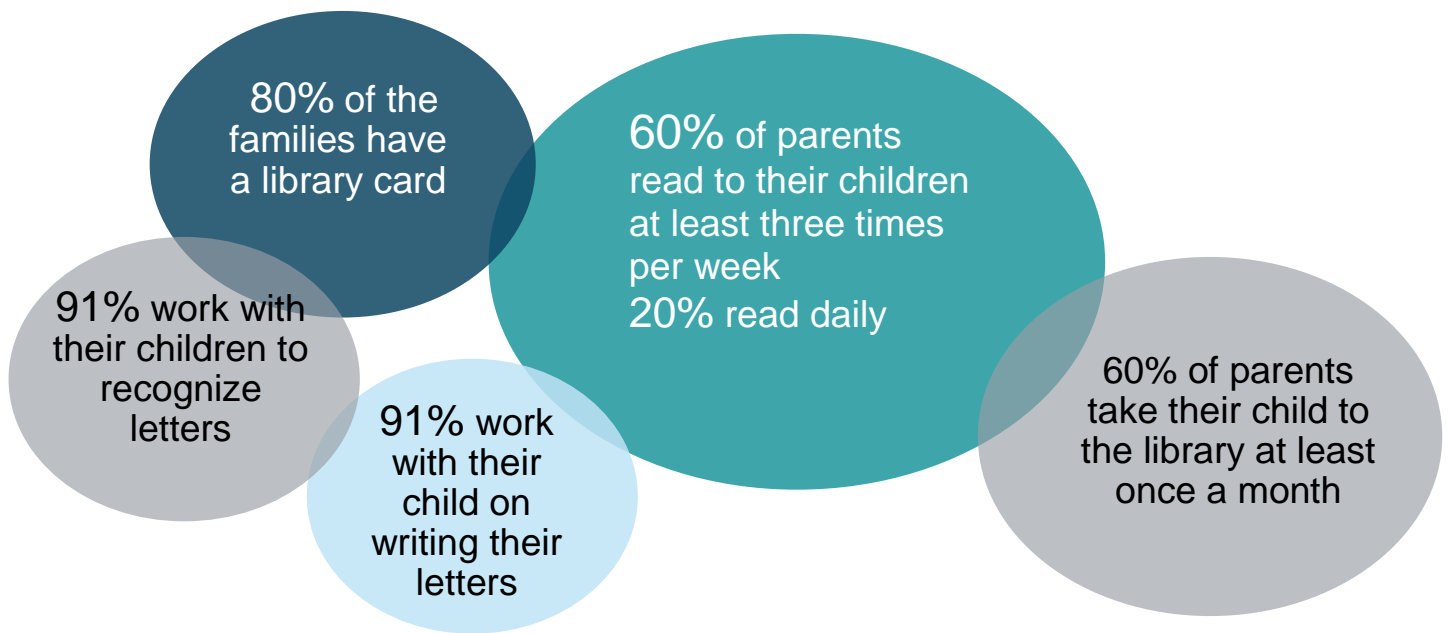 80% of the
families have
a library card
60% of parents
read to their children
at least three times
per week
20% read daily
91% work with
their children to
recognize
letters
91% work
with their
child on
writing their
letters
60% of parents
take their child to
the library at least
once a month